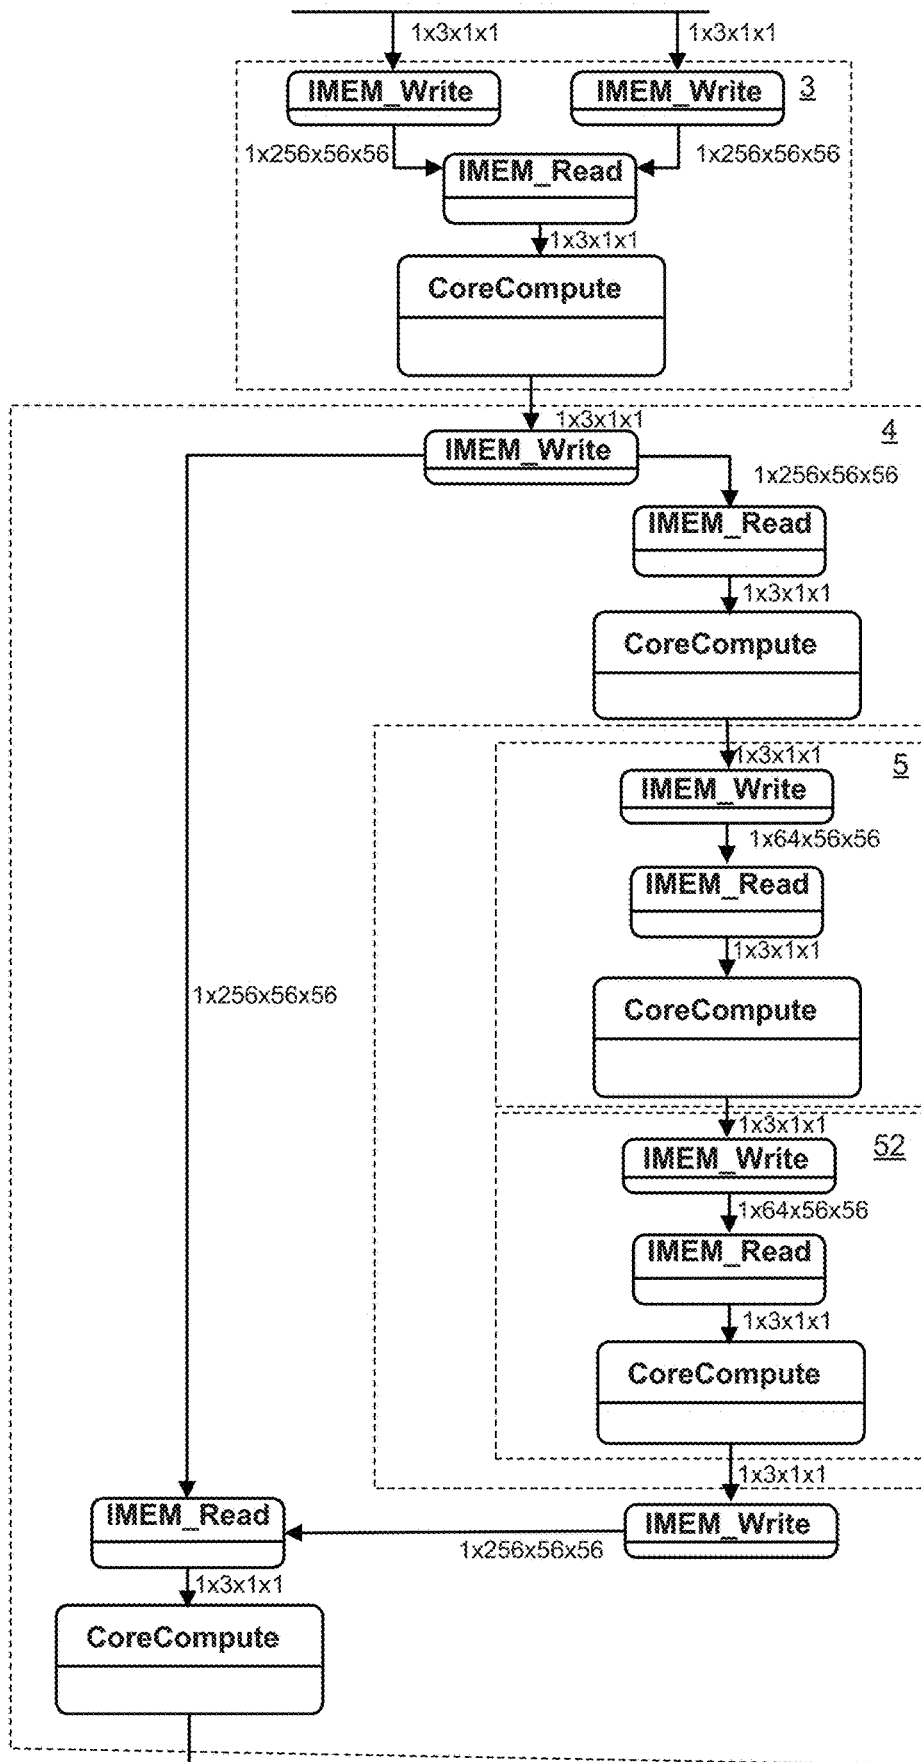 1x3x1x1 1x3x1x1
IMEM_Write IMEM_Write 3
1x256x56x56 1x256x56x56
IMEM_Read
1x3x1x1
CoreCompute
1x3x1x1
4
IMEM_Write
1x256x56x56
IMEM_Read
1x3x1x1
CoreCompute
1x3x1x1
5
IMEM_Write
1x64x56x56
IMEM_Read
1x3x1x1
1x256x56x56
CoreCompute
1x3x1x1
52
IMEM_Write
1x64x56x56
IMEM_Read
1x3x1x1
CoreCompute
1x3x1x1
IMEM_Read
IMEM_Write
1x256x56x56
1x3x1x1
CoreCompute